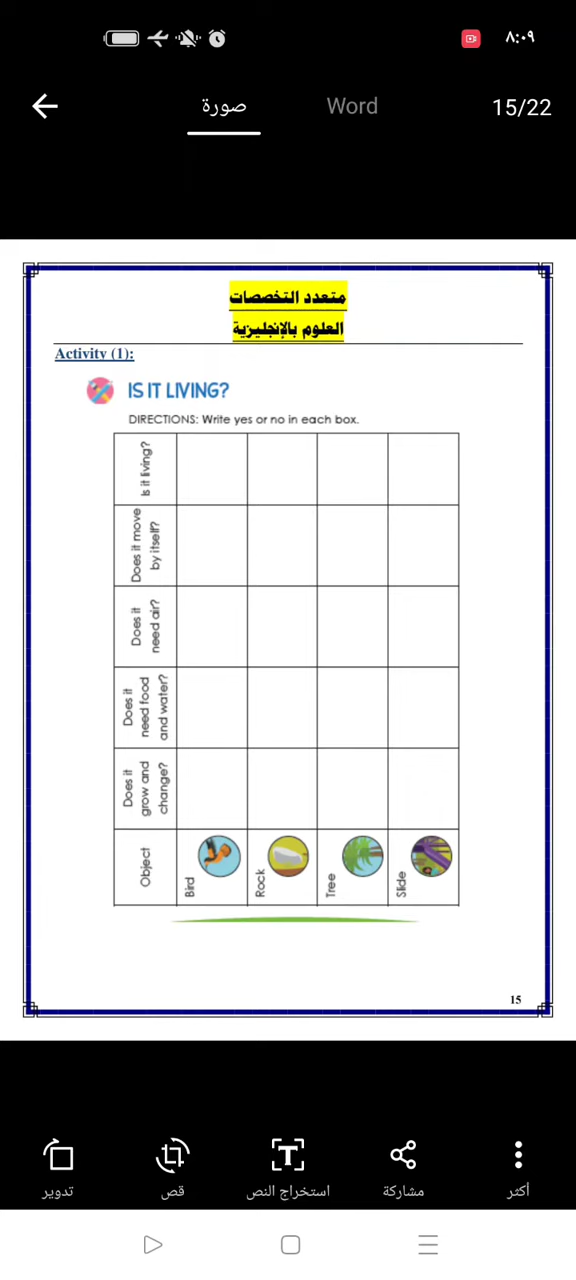 ٨:٠٩
صورة
Word
15/22
متعدد التخصصات
العلوم بالإنجليزية
Activity (1):
IS IT LIVING?
DIRECTIONS: Write yes or no in each box.
Object
Does it
grow and
change?
Does it
need food
and water?
Does it
need air?
Does it move
by itself?
Is it living?
Bird
Rock
Tree
Slide
15
تدوير
قص
استخراج النص
مشاركة
أكثر